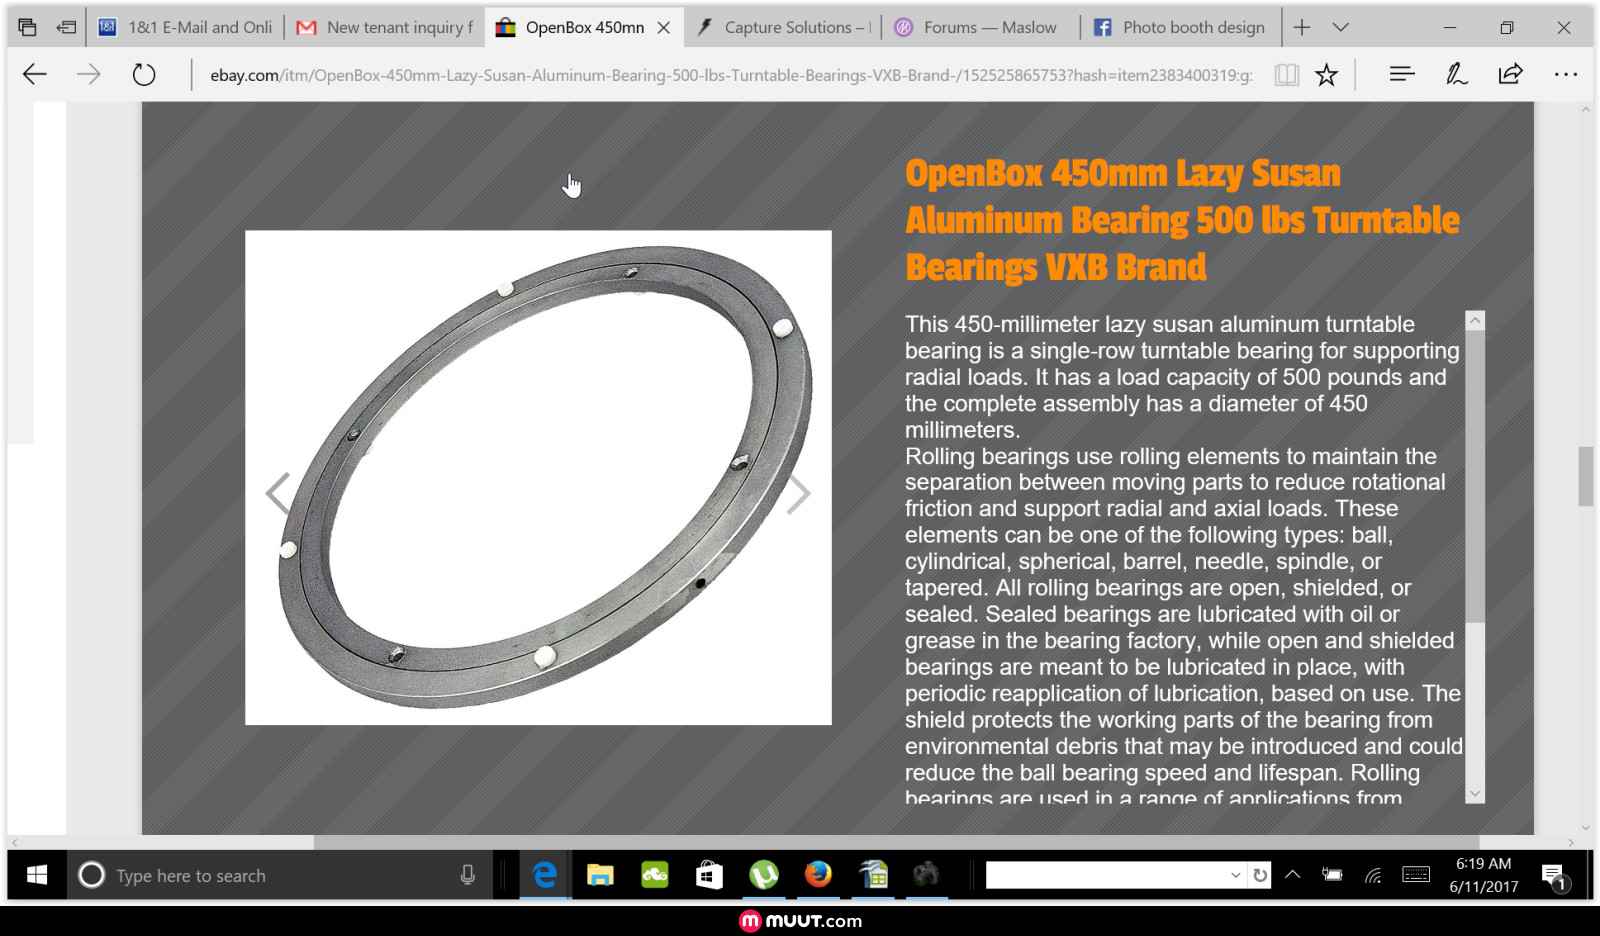 1&1 E-Mail and Onli
New tenant inquiry f
OpenBox 450mn
Capture Solutions –
Forums — Maslow
Photo booth design
ebay.com/itm/OpenBox-450mm-Lazy-Susan-Aluminum-Bearing-500-lbs-Turntable-Bearings-VXB-Brand-/152525865753?hash=item2383400319:g:
OpenBox 450mm Lazy Susan
Aluminum Bearing 500 lbs Turntable
Bearings VXB Brand
This 450-millimeter lazy susan aluminum turntable
bearing is a single-row turntable bearing for supporting
radial loads. It has a load capacity of 500 pounds and
the complete assembly has a diameter of 450
millimeters.
Rolling bearings use rolling elements to maintain the
separation between moving parts to reduce rotational
friction and support radial and axial loads. These
elements can be one of the following types: ball,
cylindrical, spherical, barrel, needle, spindle, or
tapered. All rolling bearings are open, shielded, or
sealed. Sealed bearings are lubricated with oil or
grease in the bearing factory, while open and shielded
bearings are meant to be lubricated in place, with
periodic reapplication of lubrication, based on use. The
shield protects the working parts of the bearing from
environmental debris that may be introduced and could
reduce the ball bearing speed and lifespan. Rolling
bearings are used in a range of applications from
Type here to search
6:19 AM
6/11/2017
1
muut.com